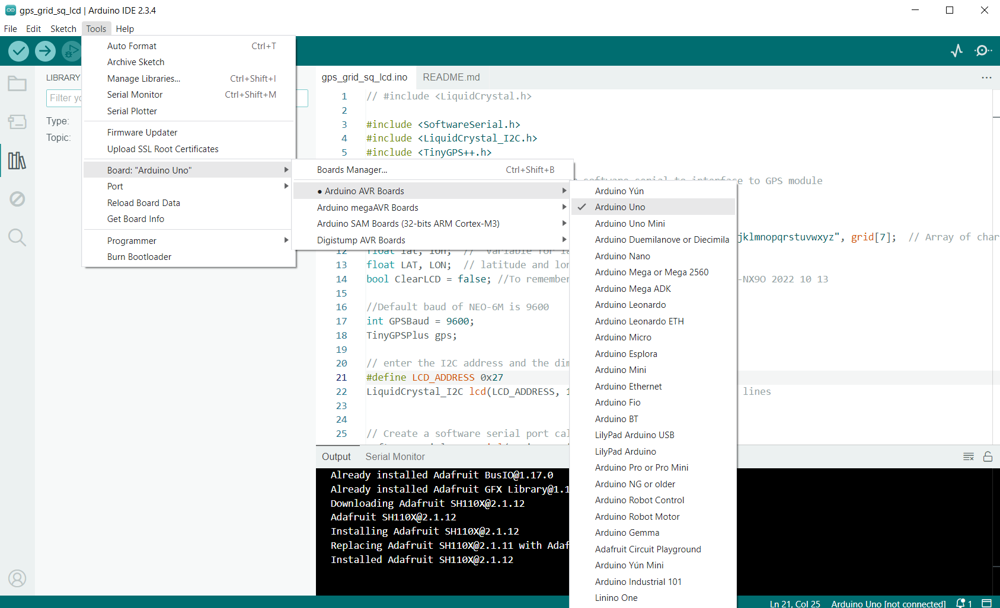 gps_grid_sq_lcd | Arduino IDE 2.3.4
File Edit Sketch Tools Help
Auto Format Ctrl+T
Archive Sketch
Manage Libraries... Ctrl+Shift+I
Serial Monitor Ctrl+Shift+M
Serial Plotter
Firmware Updater
Upload SSL Root Certificates
Board: "Arduino Uno"
Port
Reload Board Data
Get Board Info
Programmer
Burn Bootloader
LIBRARY
Filter
Type:
Topic:
Boards Manager... Ctrl+Shift+B
● Arduino AVR Boards
Arduino megaAVR Boards
Arduino SAM Boards (32-bits ARM Cortex-M3)
Digistump AVR Boards
Arduino Yún
Arduino Uno
Arduino Uno Mini
Arduino Duemilanove or Diecimila
Arduino Nano
Arduino Mega or Mega 2560
Arduino Mega ADK
Arduino Leonardo
Arduino Leonardo ETH
Arduino Micro
Arduino Esplora
Arduino Mini
Arduino Ethernet
Arduino Fio
Arduino BT
LilyPad Arduino USB
LilyPad Arduino
Arduino Pro or Pro Mini
Arduino NG or older
Arduino Robot Control
Arduino Robot Motor
Arduino Gemma
Adafruit Circuit Playground
Arduino Yún Mini
Arduino Industrial 101
Linino One
gps_grid_sq_lcd.ino README.md
1 // #include <LiquidCrystal.h>
2
3 #include <SoftwareSerial.h>
4 #include <LiquidCrystal_I2C.h>
5 #include <TinyGPS++.h>
software serial to interface to GPS module
jklmnopqrstuvwxyz", grid[7]; // Array of char
12 float lat, lon; // variable for la
13 float LAT, LON; // latitude and lon
14 bool ClearLCD = false; //To remember -NX9O 2022 10 13
15
16 //Default baud of NEO-6M is 9600
17 int GPSBaud = 9600;
18 TinyGPSPlus gps;
19
20 // enter the I2C address and the dim
21 #define LCD_ADDRESS 0x27
22 LiquidCrystal_I2C lcd(LCD_ADDRESS, 1 lines
23
24
25 // Create a software serial port cal
Output Serial Monitor
Already installed Adafruit BusIO@1.17.0
Already installed Adafruit GFX Library@1.1
Downloading Adafruit SH110X@2.1.12
Adafruit SH110X@2.1.12
Installing Adafruit SH110X@2.1.12
Replacing Adafruit SH110X@2.1.11 with Adaf
Installed Adafruit SH110X@2.1.12
Ln 21, Col 25 Arduino Uno [not connected] 1